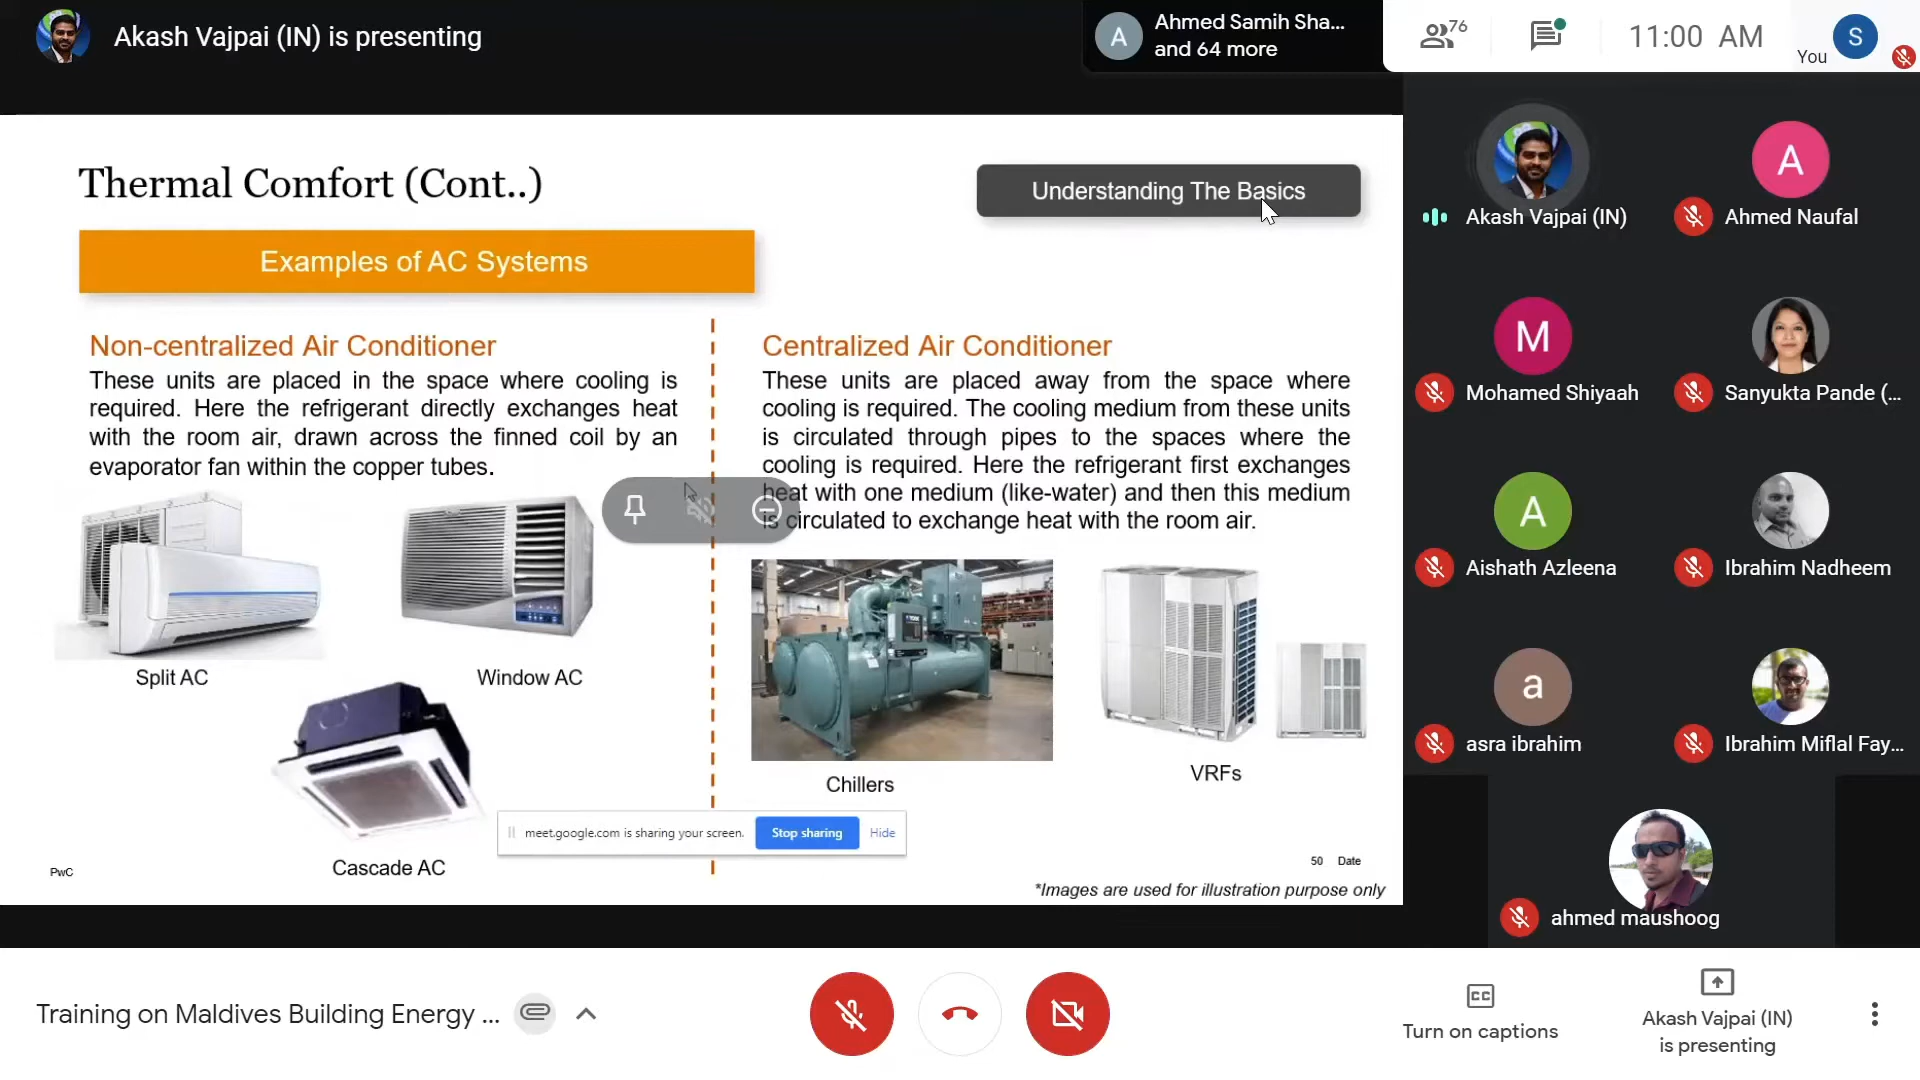 Akash Vajpai (IN) is presenting
A
Ahmed Samih Sha...
and 64 more
76
11:00 AM
You
S
Thermal Comfort (Cont..)
Understanding The Basics
Examples of AC Systems
Non-centralized Air Conditioner
These units are placed in the space where cooling is
required. Here the refrigerant directly exchanges heat
with the room air, drawn across the finned coil by an
evaporator fan within the copper tubes.
Split AC
Window AC
Cascade AC
Centralized Air Conditioner
These units are placed away from the space where
cooling is required. The cooling medium from these units
is circulated through pipes to the spaces where the
cooling is required. Here the refrigerant first exchanges
heat with one medium (like-water) and then this medium
is circulated to exchange heat with the room air.
Chillers
VRFs
meet.google.com is sharing your screen.
Stop sharing
Hide
PwC
50 Date
*Images are used for illustration purpose only
Akash Vajpai (IN)
A
Ahmed Naufal
M
Mohamed Shiyaah
Sanyukta Pande (...
A
Aishath Azleena
Ibrahim Nadheem
a
asra ibrahim
Ibrahim Miflal Fay...
ahmed maushoog
Training on Maldives Building Energy ...
CC
Turn on captions
Akash Vajpai (IN)
is presenting